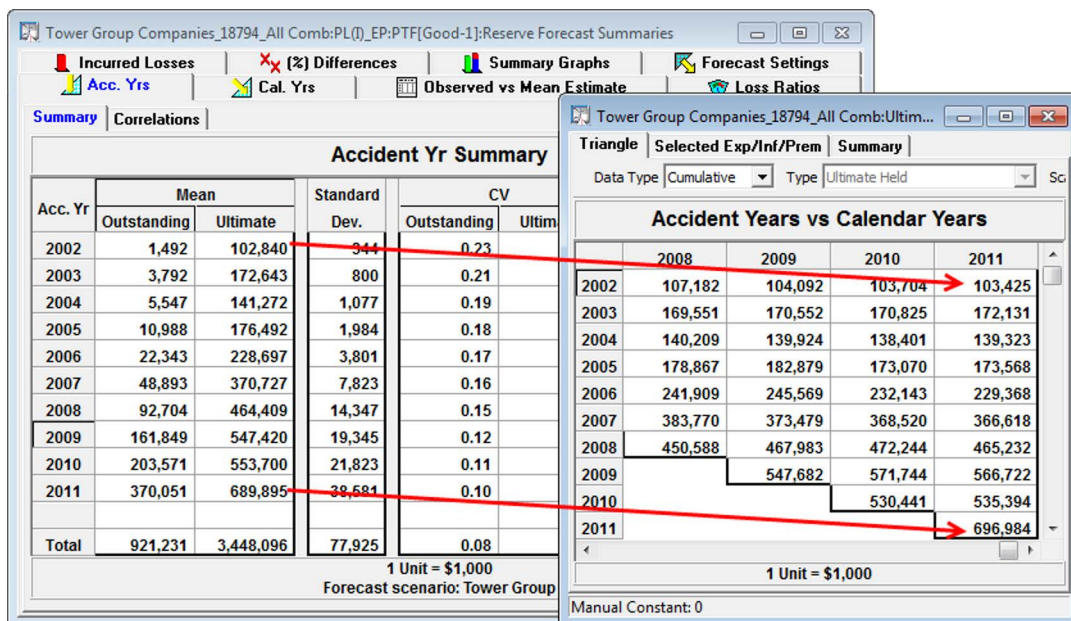 Tower Group Companies_18794_All Comb:PL(I)_EP:PTF[Good-1]:Reserve Forecast Summaries
Incurred Losses XY (%) Differences Summary Graphs Forecast Settings
Acc. Yrs Cal. Yrs Observed vs Mean Estimate Loss Ratios
Summary Correlations
Accident Yr Summary
Acc. Yr Mean Standard Dev. CV
Outstanding Ultimate Outstanding Ultim
2002 1,492 102,840 344 0.23
2003 3,792 172,643 800 0.21
2004 5,547 141,272 1,077 0.19
2005 10,988 176,492 1,984 0.18
2006 22,343 228,697 3,801 0.17
2007 48,893 370,727 7,823 0.16
2008 92,704 464,409 14,347 0.15
2009 161,849 547,420 19,345 0.12
2010 203,571 553,700 21,823 0.11
2011 370,051 689,895 38,581 0.10
Total 921,231 3,448,096 77,925 0.08
1 Unit = $1,000
Forecast scenario: Tower Group
Tower Group Companies_18794_All Comb:Ultim...
Triangle Selected Exp/Inf/Prem Summary
Data Type Cumulative Type Ultimate Held Sc
Accident Years vs Calendar Years
2008 2009 2010 2011
2002 107,182 104,092 103,704 103,425
2003 169,551 170,552 170,825 172,131
2004 140,209 139,924 138,401 139,323
2005 178,867 182,879 173,070 173,568
2006 241,909 245,569 232,143 229,368
2007 383,770 373,479 368,520 366,618
2008 450,588 467,983 472,244 465,232
2009 547,682 571,744 566,722
2010 530,441 535,394
2011 696,984
1 Unit = $1,000
Manual Constant: 0